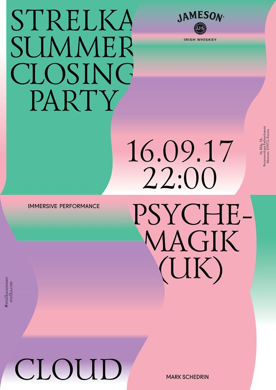 STRELKA
SUMMER
CLOSING
PARTY
JAMESON
IRISH WHISKEY
16.09.17
22:00
IMMERSIVE PERFORMANCE
PSYCHE-
MAGIK
(UK)
CLOUD
MARK SCHEDRIN